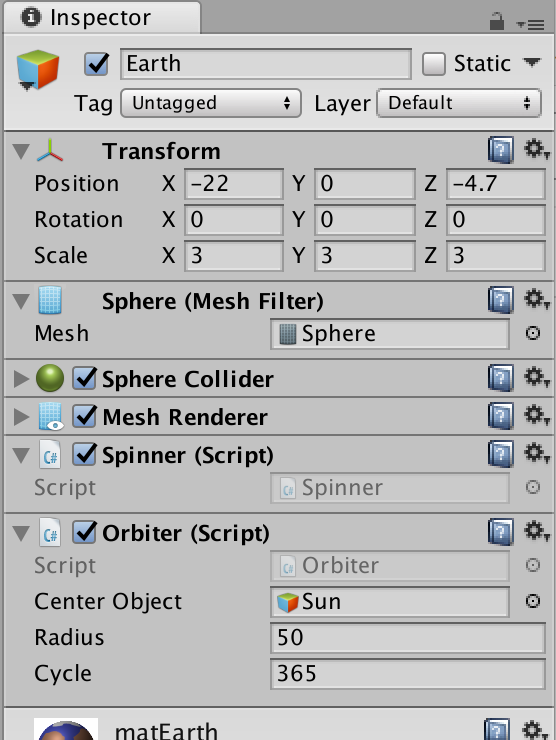 Inspector
Earth Static
Tag Untagged Layer Default
Transform
Position X -22 Y 0 Z -4.7
Rotation X 0 Y 0 Z 0
Scale X 3 Y 3 Z 3
Sphere (Mesh Filter)
Mesh Sphere
Sphere Collider
Mesh Renderer
C# Spinner (Script)
Script C# Spinner
C# Orbiter (Script)
Script C# Orbiter
Center Object Sun
Radius 50
Cycle 365
matEarth